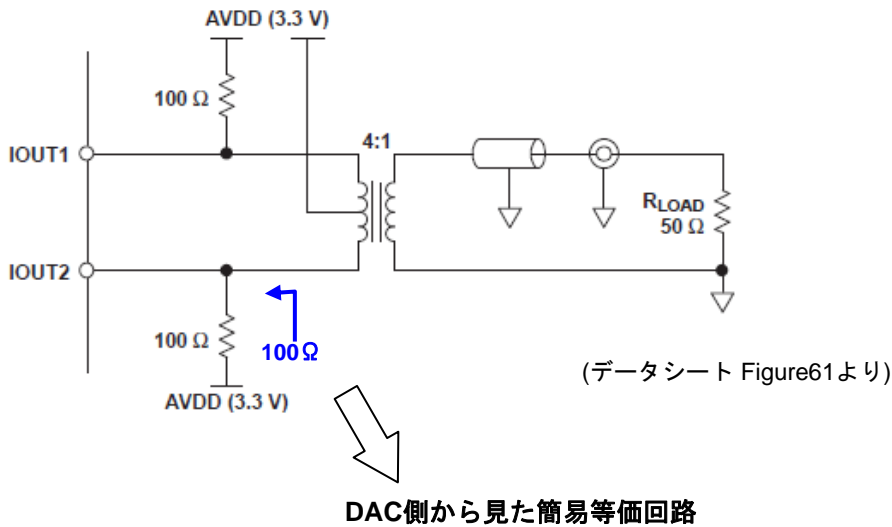 AVDD (3.3 V)
100 Ω
4:1
IOUT1
RLOAD
50 Ω
IOUT2
100 Ω
100Ω
(データシート Figure61より)
AVDD (3.3 V)
DAC側から見た簡易等価回路